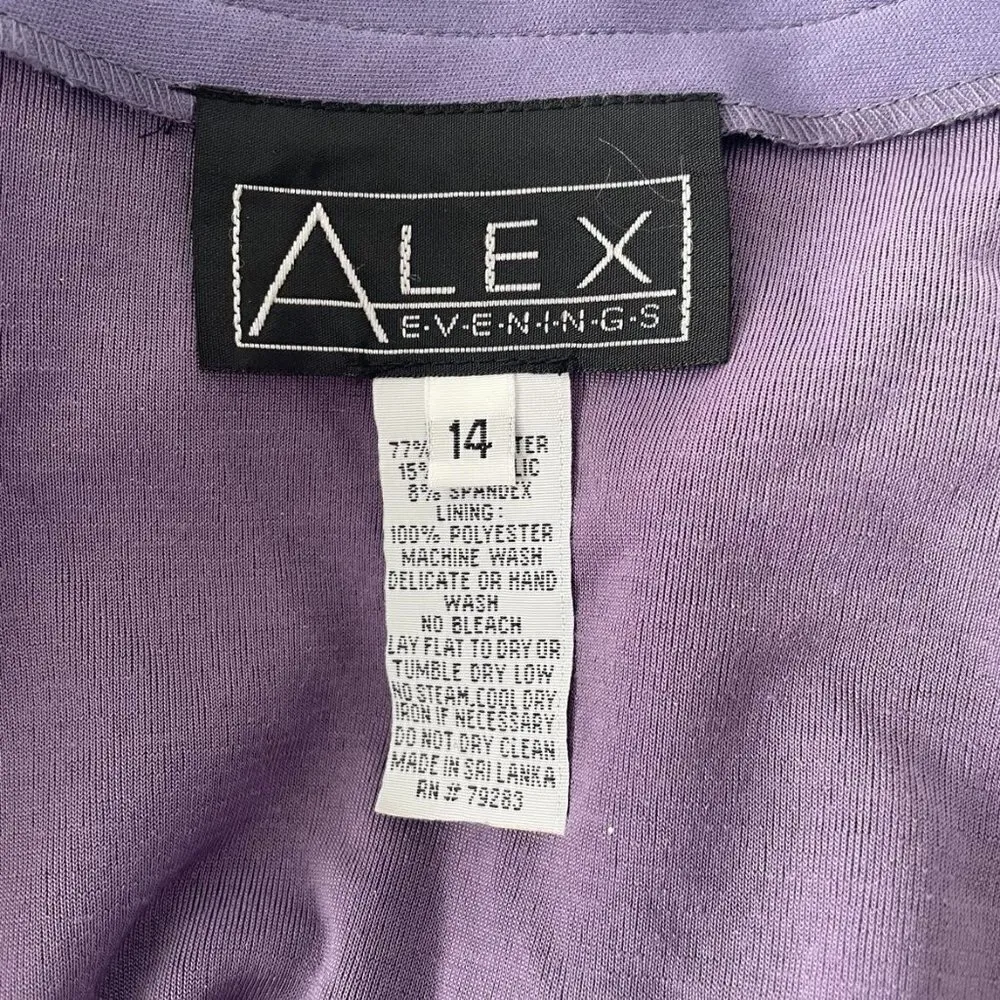 ALEX
E·V·E·N·I·N·G·S
14
77%
15%
8% SPANDEX
LINING:
100% POLYESTER
MACHINE WASH
DELICATE OR HAND
WASH
NO BLEACH
LAY FLAT TO DRY OR
TUMBLE DRY LOW
NO STEAM,COOL DRY
IRON IF NECESSARY
DO NOT DRY CLEAN
MADE IN SRI LANKA
RN # 79283